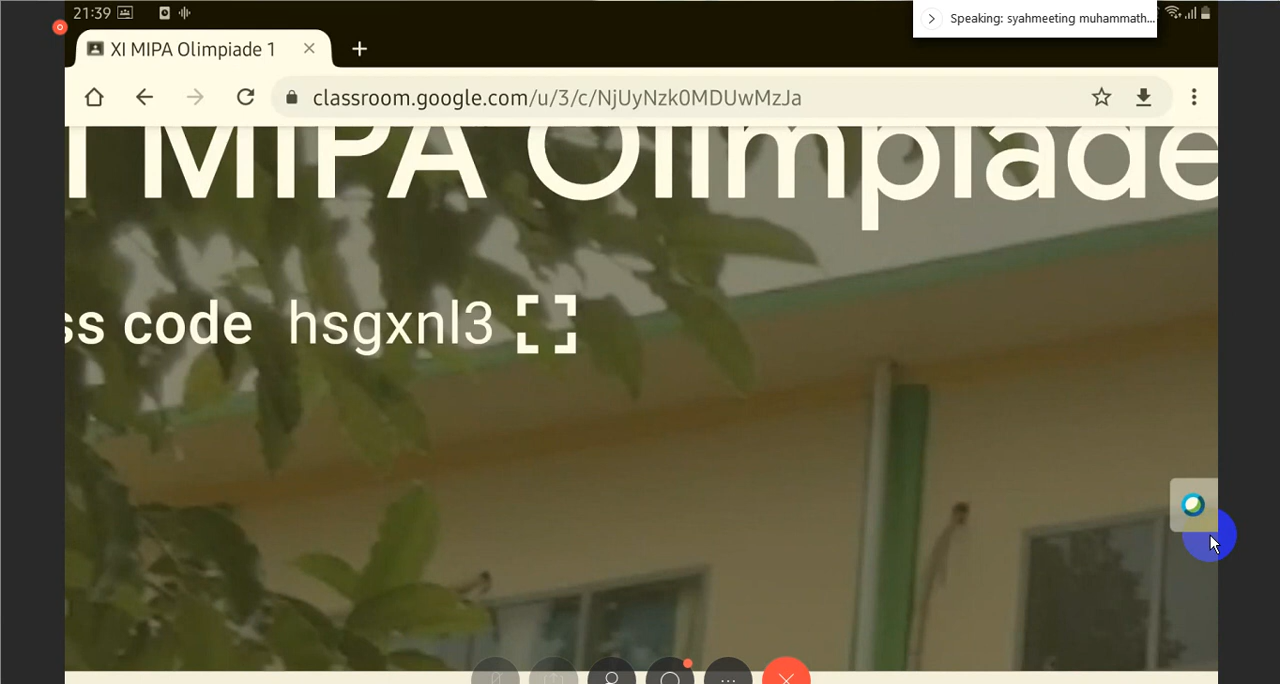 21:39
Speaking: syahmeeting muhammath...
XI MIPA Olimpiade 1
classroom.google.com/u/3/c/NjUyNzk0MDUwMzJa
I MIPA Olimpiade
ss code hsgxnl3